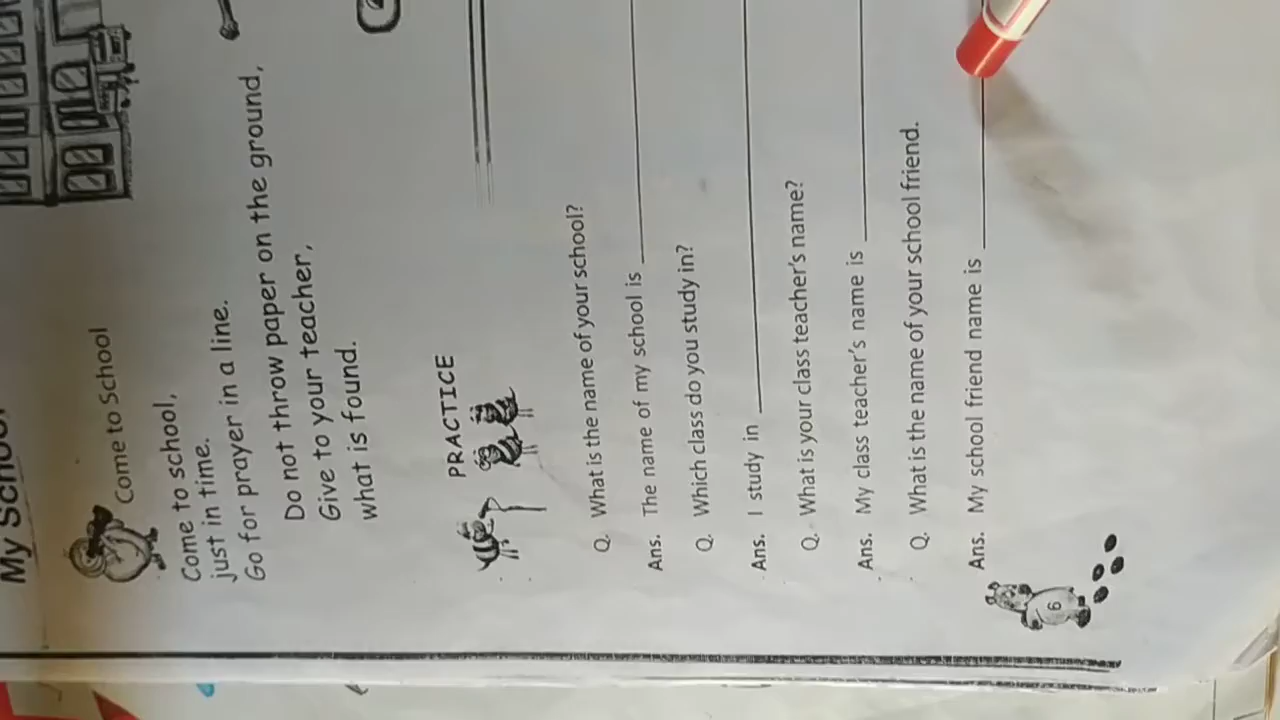 My School
Come to School
Come to school,
just in time.
Go for prayer in a line.
Do not throw paper on the ground,
Give to your teacher,
what is found.
PRACTICE
Q. What is the name of your school?
Ans. The name of my school is
Q. Which class do you study in?
Ans. I study in
Q. What is your class teacher's name?
Ans. My class teacher's name is
Q. What is the name of your school friend.
Ans. My school friend name is
6